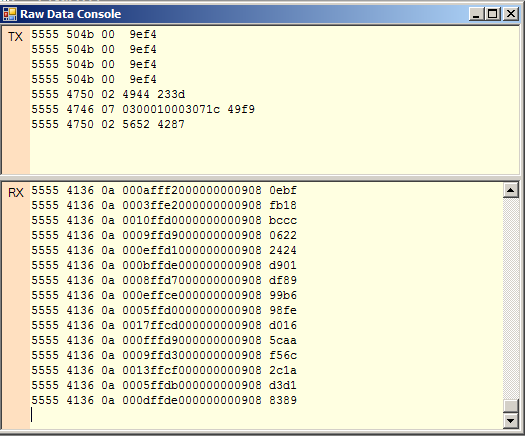 Raw Data Console
TX
5555 504b 00  9ef4
5555 504b 00  9ef4
5555 504b 00  9ef4
5555 504b 00  9ef4
5555 4750 02 4944 233d
5555 4746 07 0300010003071c 49f9
5555 4750 02 5652 4287
RX
5555 4136 0a 000afff2000000000908 0ebf
5555 4136 0a 0003ffe2000000000908 fb18
5555 4136 0a 0010ffd0000000000908 bccc
5555 4136 0a 0009ffd9000000000908 0622
5555 4136 0a 000effd1000000000908 2424
5555 4136 0a 000bffde000000000908 d901
5555 4136 0a 0008ffd7000000000908 df89
5555 4136 0a 000effce000000000908 99b6
5555 4136 0a 0005ffd0000000000908 98fe
5555 4136 0a 0017ffcd000000000908 d016
5555 4136 0a 000fffd9000000000908 5caa
5555 4136 0a 0009ffd3000000000908 f56c
5555 4136 0a 0013ffcf000000000908 2c1a
5555 4136 0a 0005ffdb000000000908 d3d1
5555 4136 0a 000dffde000000000908 8389